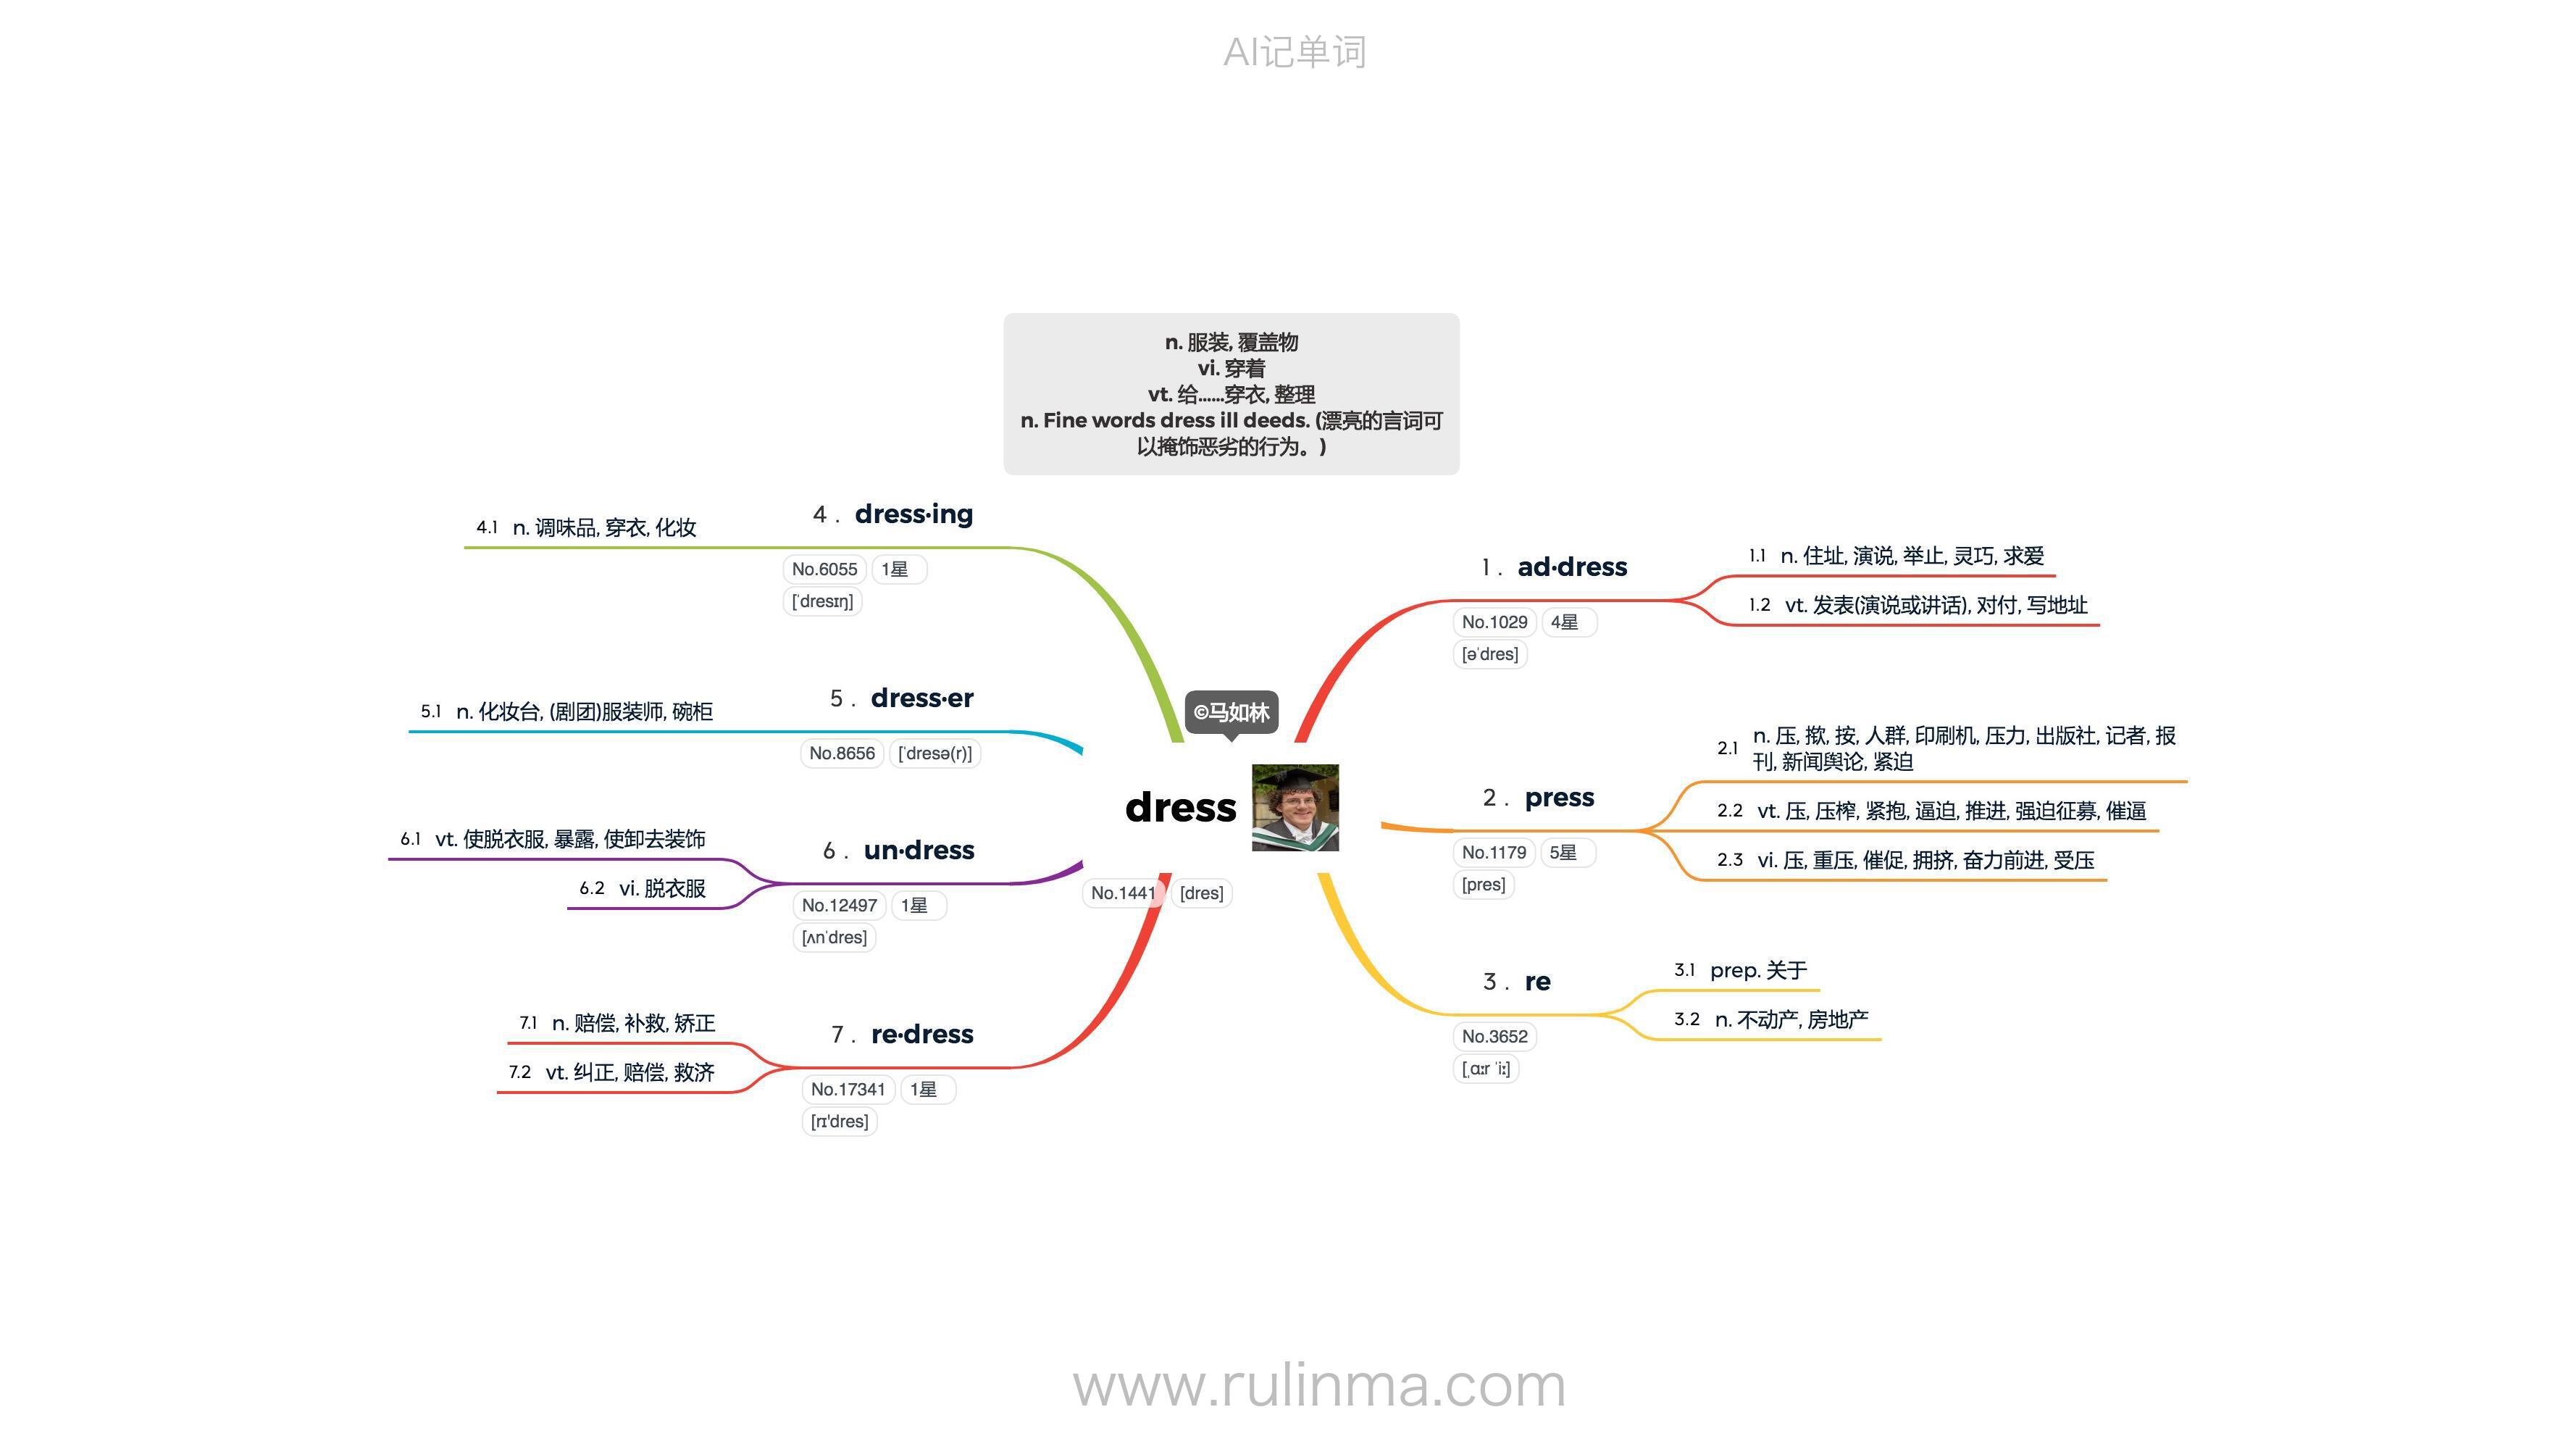 AI记单词
n. 服装, 覆盖物
vi. 穿着
vt. 给……穿衣, 整理
n. Fine words dress ill deeds. (漂亮的言词可
以掩饰恶劣的行为。)
©马如林
dress
No.1441 [dres]
1 . ad·dress
No.1029 4星
[əˈdres]
1.1 n. 住址, 演说, 举止, 灵巧, 求爱
1.2 vt. 发表(演说或讲话), 对付, 写地址
2 . press
No.1179 5星
[pres]
2.1 n. 压, 揿, 按, 人群, 印刷机, 压力, 出版社, 记者, 报
刊, 新闻舆论, 紧迫
2.2 vt. 压, 压榨, 紧抱, 逼迫, 推进, 强迫征募, 催逼
2.3 vi. 压, 重压, 催促, 拥挤, 奋力前进, 受压
3 . re
No.3652
[ˌɑːr ˈiː]
3.1 prep. 关于
3.2 n. 不动产, 房地产
4 . dress·ing
No.6055 1星
[ˈdresɪŋ]
4.1 n. 调味品, 穿衣, 化妆
5 . dress·er
No.8656 [ˈdresə(r)]
5.1 n. 化妆台, (剧团)服装师, 碗柜
6 . un·dress
No.12497 1星
[ʌnˈdres]
6.1 vt. 使脱衣服, 暴露, 使卸去装饰
6.2 vi. 脱衣服
7 . re·dress
No.17341 1星
[rɪ'dres]
7.1 n. 赔偿, 补救, 矫正
7.2 vt. 纠正, 赔偿, 救济
www.rulinma.com